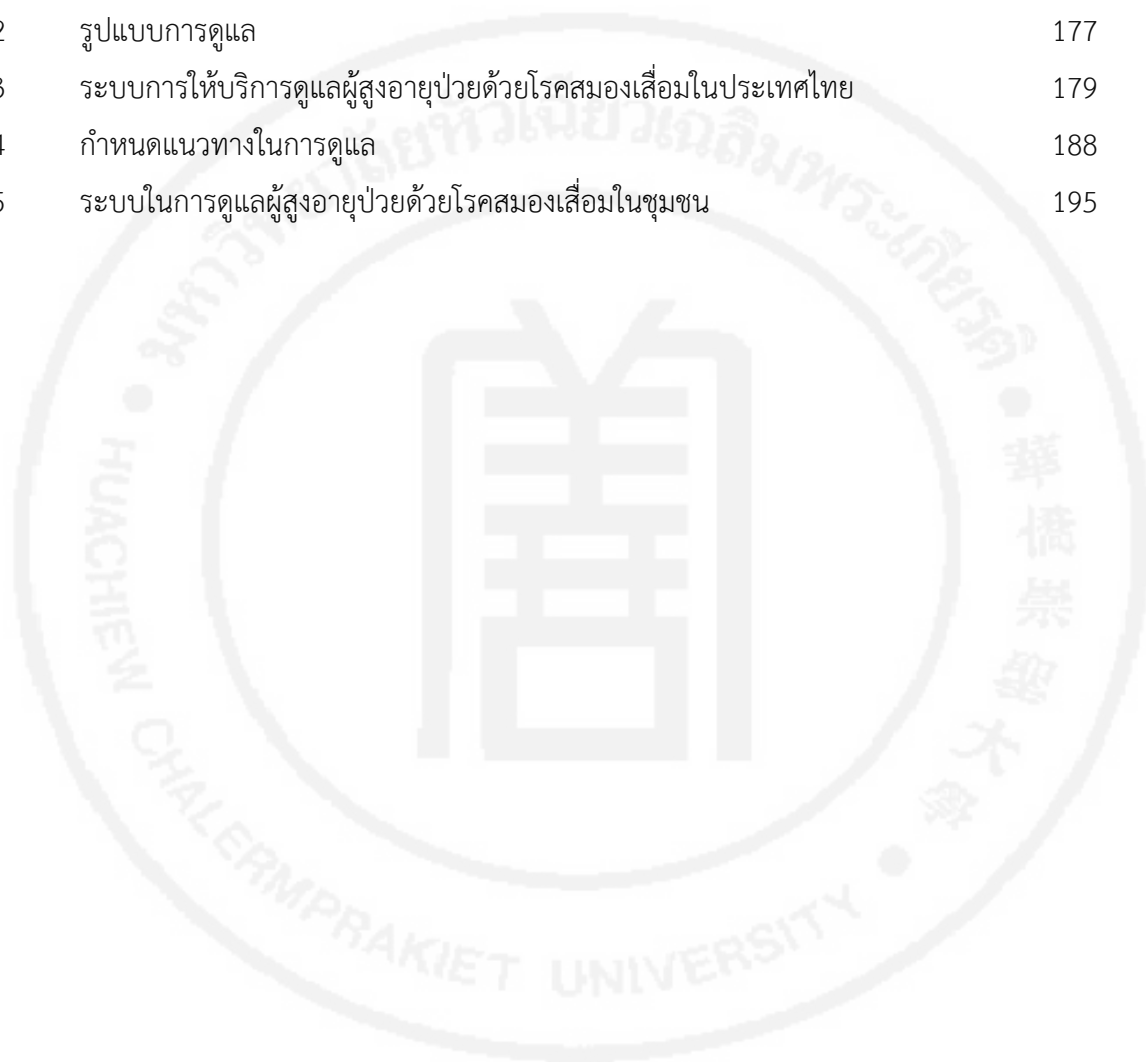 2 รูปแบบการดูแล 177
3 ระบบการให้บริการดูแลผู้สูงอายุป่วยด้วยโรคสมองเสื่อมในประเทศไทย 179
4 กำหนดแนวทางในการดูแล 188
5 ระบบในการดูแลผู้สูงอายุป่วยด้วยโรคสมองเสื่อมในชุมชน 195
มหาวิทยาลัยหัวเฉียวเฉลิมพระเกียรติ
華僑崇聖大學
HUACHIEW CHALERMPRAKIET UNIVERSITY